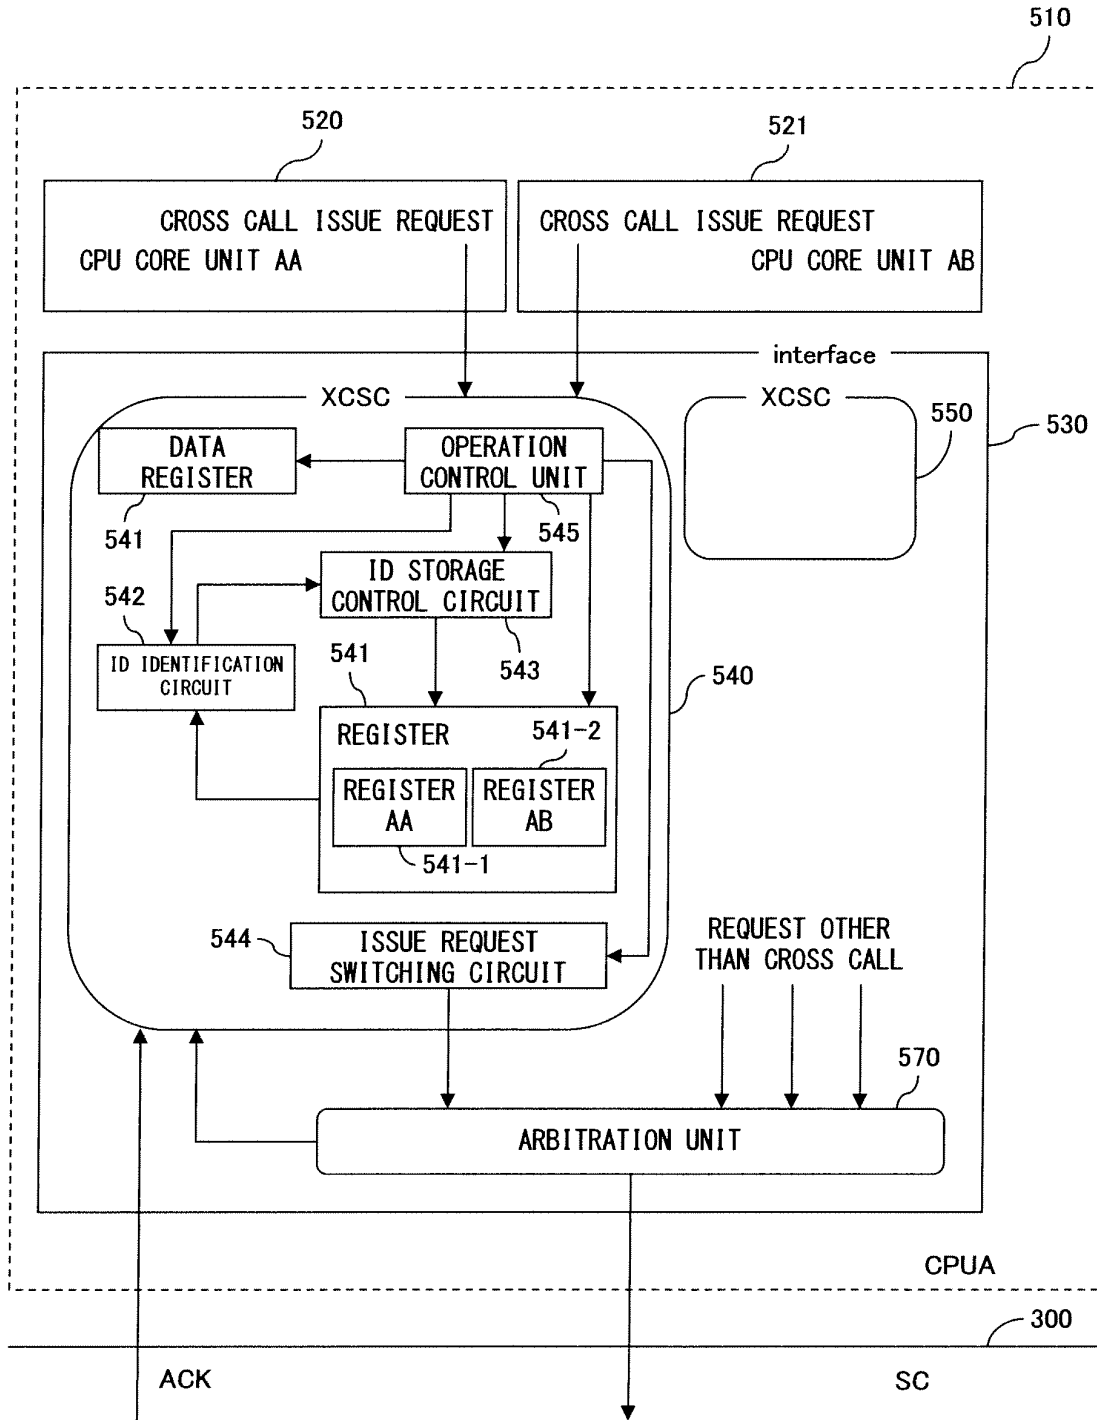 510
520
521
CROSS CALL ISSUE REQUEST
CPU CORE UNIT AA
CROSS CALL ISSUE REQUEST
CPU CORE UNIT AB
interface
530
XCSC
XCSC
550
DATA
REGISTER
541
OPERATION
CONTROL UNIT
545
ID STORAGE
CONTROL CIRCUIT
543
542
ID IDENTIFICATION
CIRCUIT
541
540
REGISTER
541-2
REGISTER
AA
REGISTER
AB
541-1
544
ISSUE REQUEST
SWITCHING CIRCUIT
REQUEST OTHER
THAN CROSS CALL
570
ARBITRATION UNIT
CPUA
300
ACK
SC